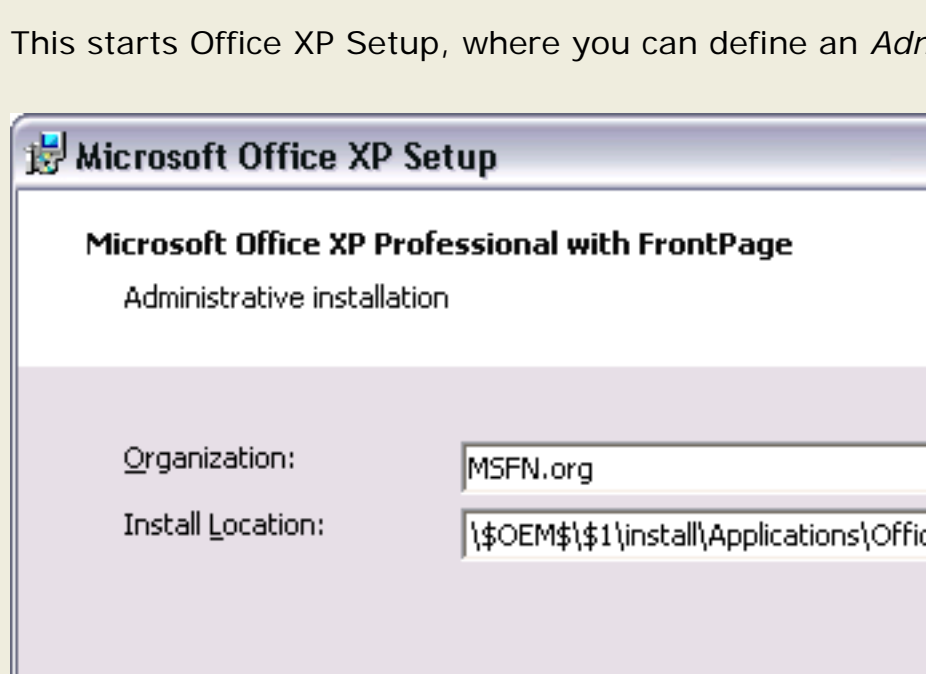 This starts Office XP Setup, where you can define an
Microsoft Office XP Setup
Microsoft Office XP Professional with FrontPage
Administrative installation
Organization: MSFN.org
Install Location: \$OEM$\$1\install\Applications\Offic